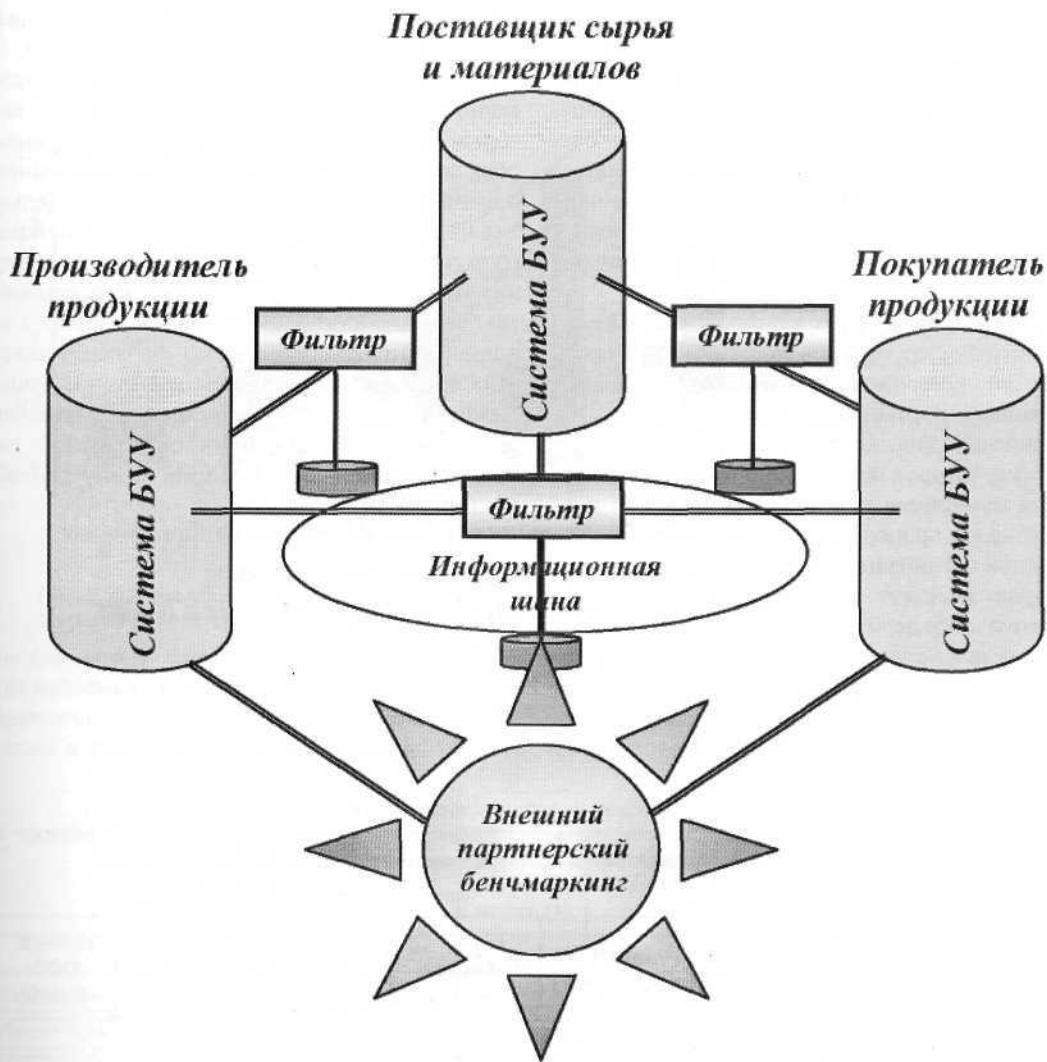 Поставщик сырья
и материалов
Производитель
продукции
Покупатель
продукции
Фильтр
Фильтр
Система БУУ
Система БУУ
Система БУУ
Фильтр
Информационная
шина
Внешний
партнерский
бенчмаркинг